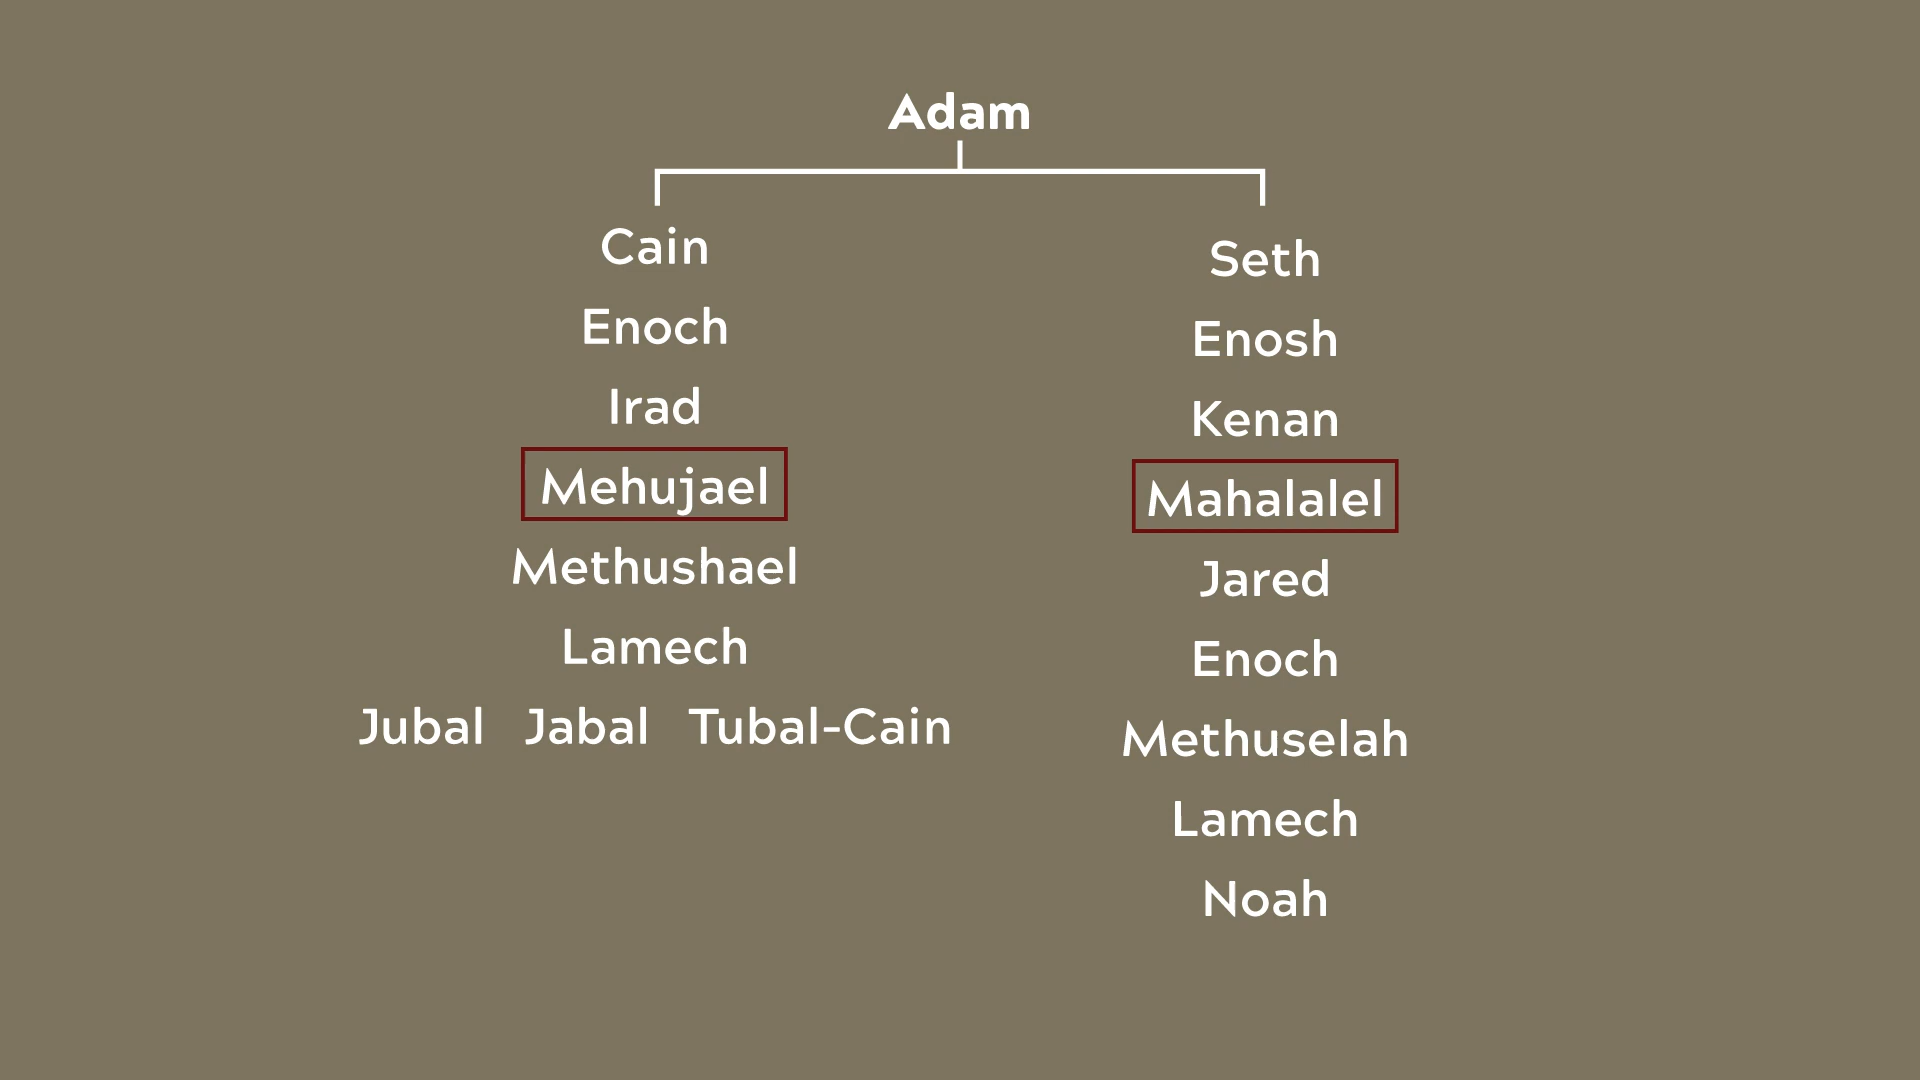 Adam
Cain
Enoch
Irad
Mehujael
Methushael
Lamech
Jubal Jabal Tubal-Cain
Seth
Enosh
Kenan
Mahalalel
Jared
Enoch
Methuselah
Lamech
Noah